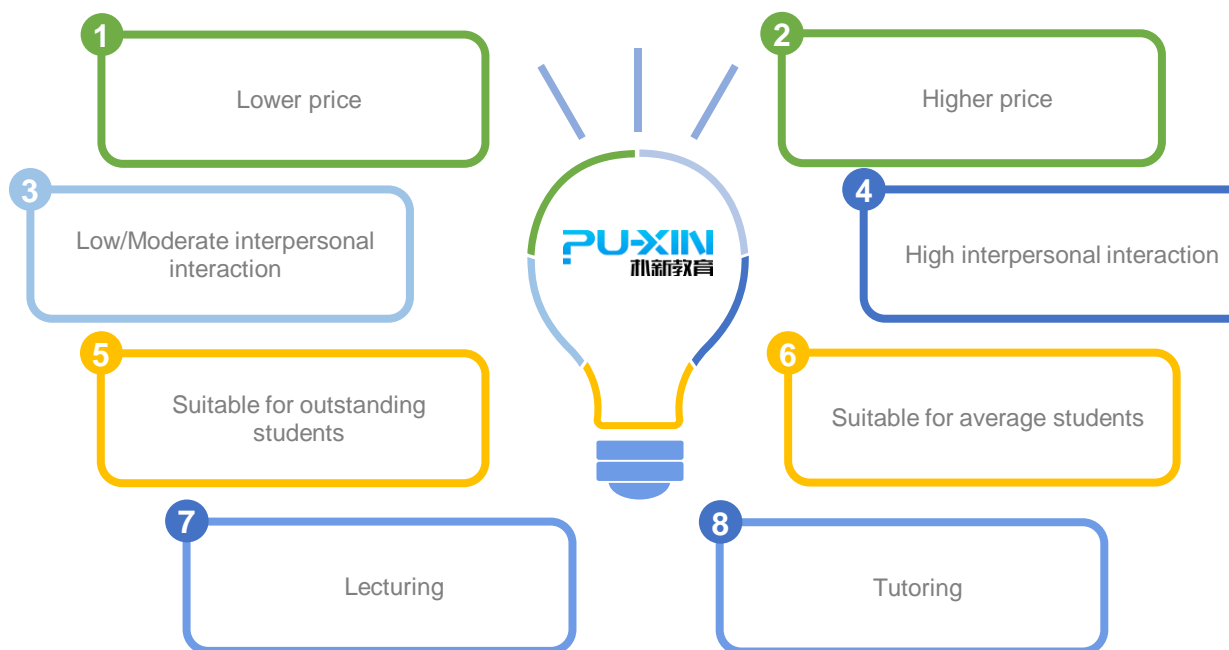 1
Lower price
2
Higher price
3
Low/Moderate interpersonal
interaction
4
High interpersonal interaction
PU-XIN
朴新教育
5
Suitable for outstanding
students
6
Suitable for average students
7
Lecturing
8
Tutoring